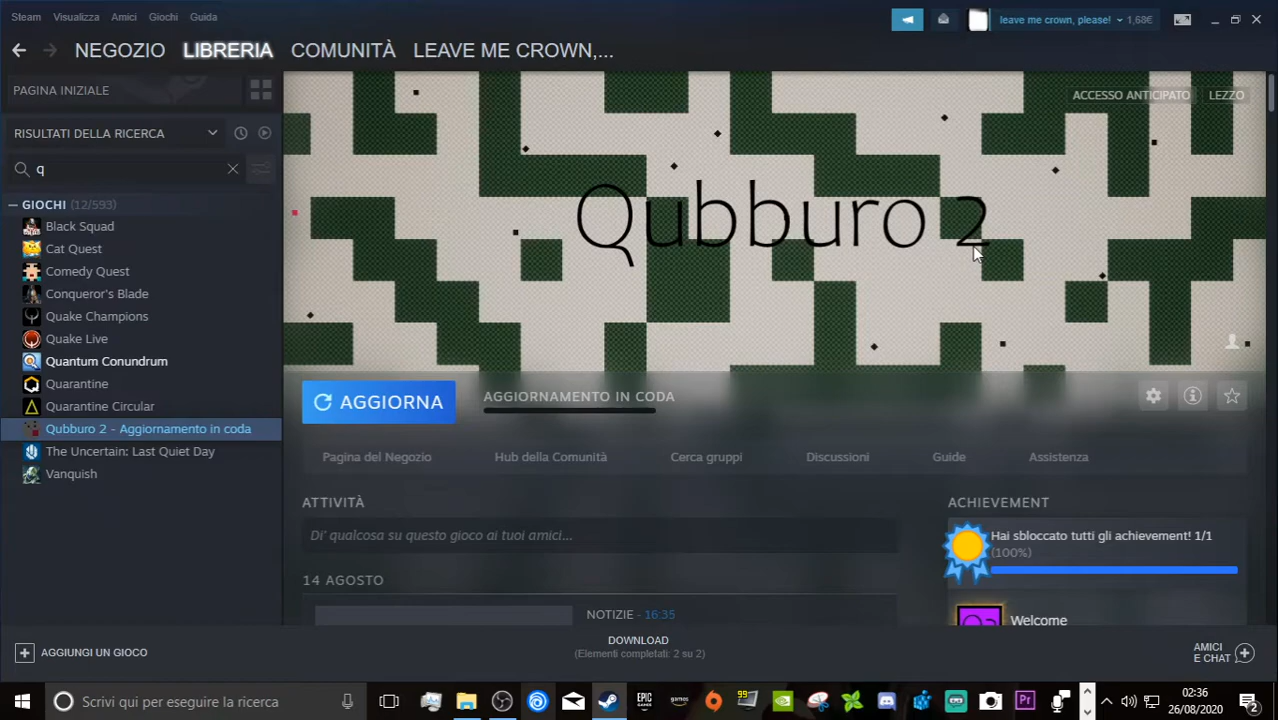 Steam Visualizza Amici Giochi Guida
leave me crown, please! 1,68€
NEGOZIO LIBRERIA COMUNITÀ LEAVE ME CROWN,...
PAGINA INIZIALE
ACCESSO ANTICIPATO LEZZO
RISULTATI DELLA RICERCA
q
GIOCHI (12/593)
Black Squad
Cat Quest
Comedy Quest
Conqueror's Blade
Quake Champions
Quake Live
Quantum Conundrum
Quarantine
Quarantine Circular
Qubburo 2 - Aggiornamento in coda
The Uncertain: Last Quiet Day
Vanquish
Qubburo 2
AGGIORNA
AGGIORNAMENTO IN CODA
Pagina del Negozio Hub della Comunità Cerca gruppi Discussioni Guide Assistenza
ATTIVITÀ
Di' qualcosa su questo gioco ai tuoi amici...
14 AGOSTO
NOTIZIE - 16:35
ACHIEVEMENT
Hai sbloccato tutti gli achievement! 1/1
(100%)
Welcome
AGGIUNGI UN GIOCO
DOWNLOAD
(Elementi completati: 2 su 2)
AMICI
E CHAT
Scrivi qui per eseguire la ricerca
EPIC
GAMES
games
99
Pr
02:36
26/08/2020
2